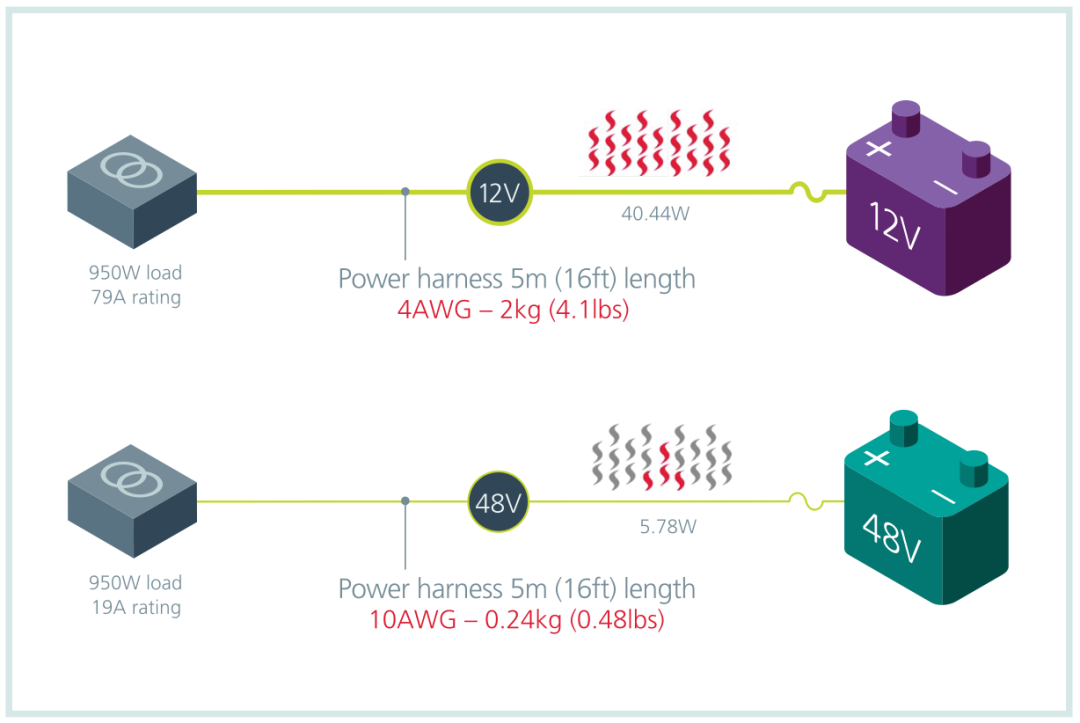 12V
40.44W
+
−
12V
950W load
79A rating
Power harness 5m (16ft) length
4AWG – 2kg (4.1lbs)
48V
5.78W
+
−
48V
950W load
19A rating
Power harness 5m (16ft) length
10AWG – 0.24kg (0.48lbs)